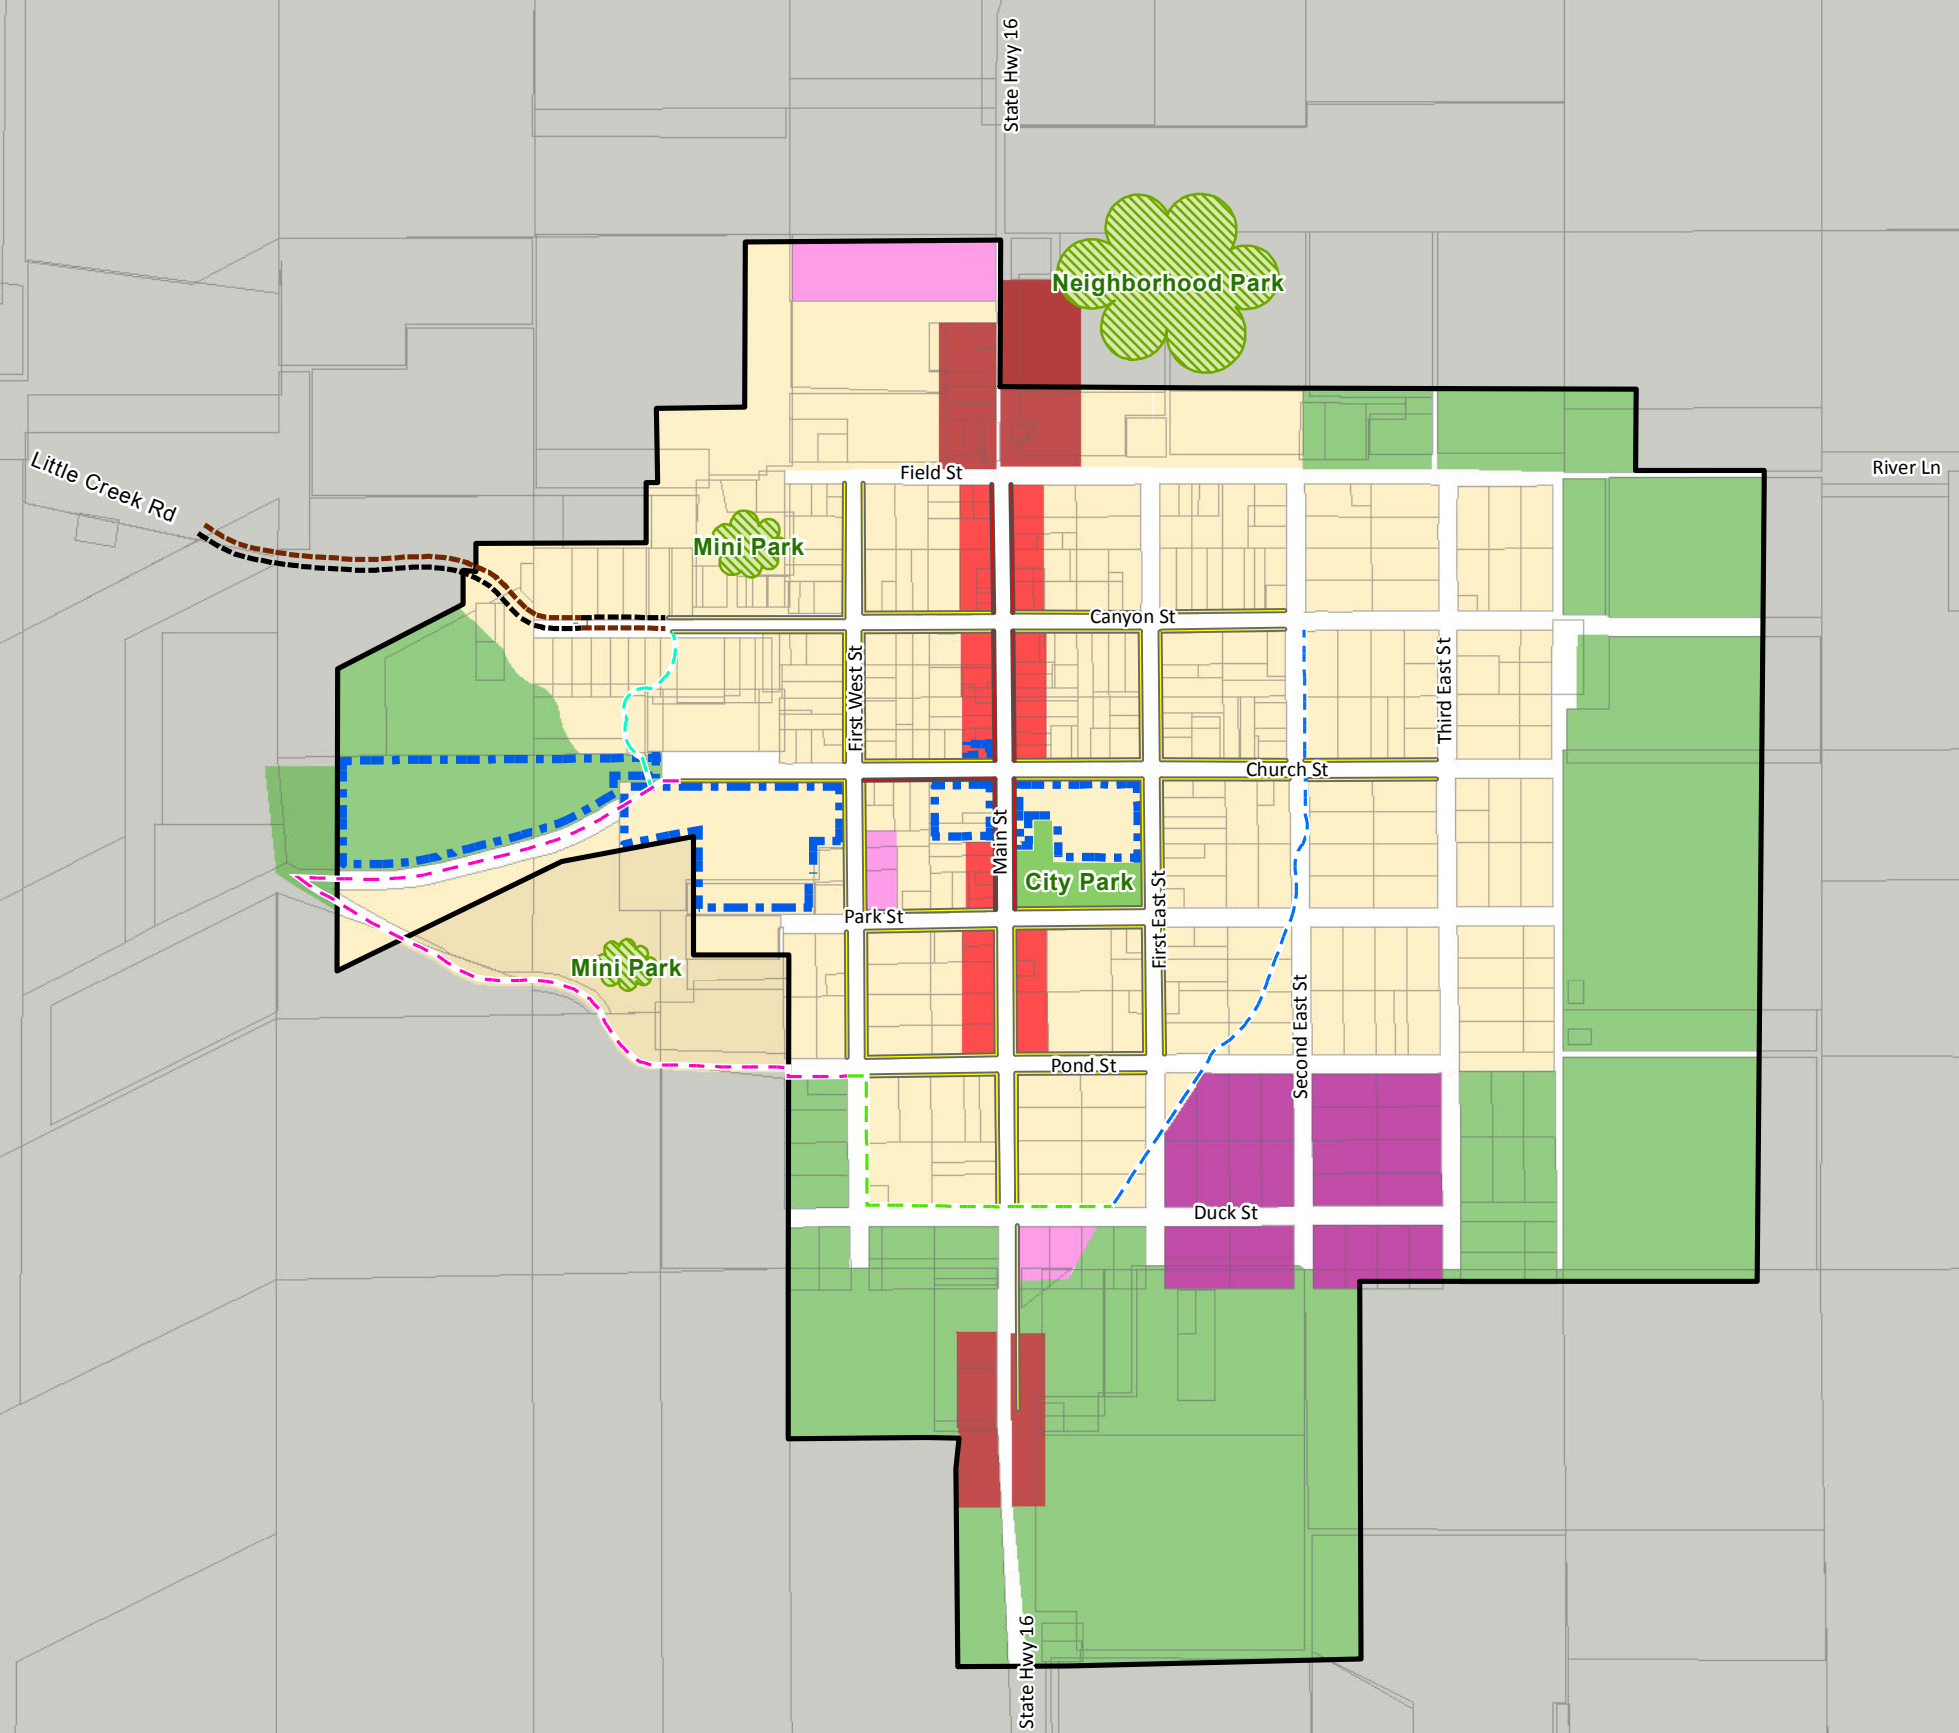 State Hwy 16
Neighborhood Park
Field St
River Ln
Little Creek Rd
Mini Park
Canyon St
First West St
Third East St
Church St
Main St
City Park
Park St
First East St
Mini Park
Second East St
Pond St
Duck St
State Hwy 16